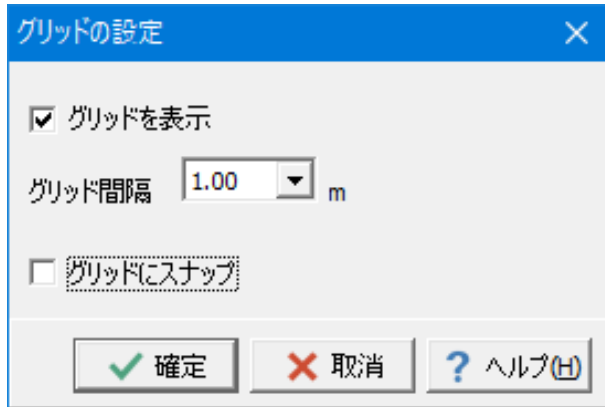 グリッドの設定
グリッドを表示
グリッド間隔 1.00 m
グリッドにスナップ
確定 取消 ヘルプ(H)